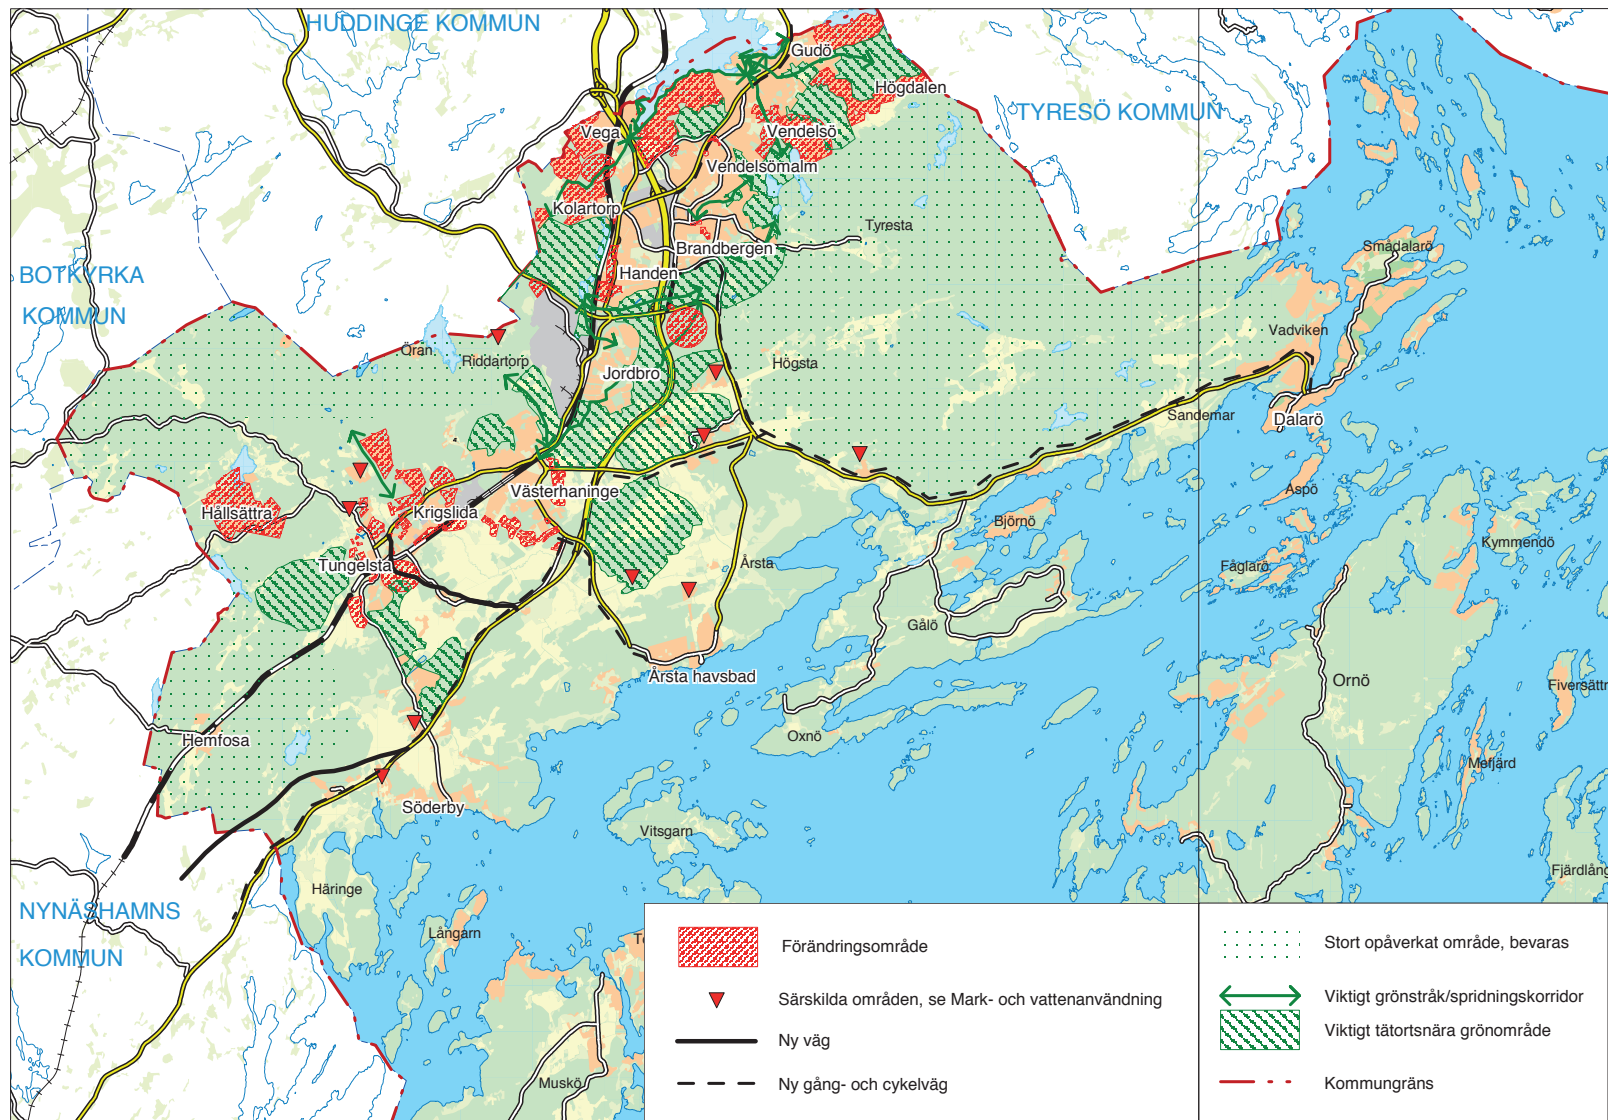 HUDDINGE KOMMUN
Gudö
Högdalen
TYRESÖ KOMMUN
Vega
Vendelsö
Vendelsömalm
Kolartorp
Tyresta
Brandbergen
Smådalarö
Handen
BOTKYRKA
KOMMUN
Vadviken
Öran
Riddartorp
Högsta
Jordbro
Sandemar
Dalarö
Västerhaninge
Aspö
Hållsättra
Krigslida
Björnö
Kymmendö
Tungelsta
Årsta
Fåglarö
Gålö
Årsta havsbad
Ornö
Fiversättr
Hemfosa
Oxnö
Mefjärd
Söderby
Vitsgarn
Fjärdlång
Häringe
NYNÄSHAMNS
KOMMUN
Långarn
Muskö
Förändringsområde
Särskilda områden, se Mark- och vattenanvändning
Ny väg
Ny gång- och cykelväg
Stort opåverkat område, bevaras
Viktigt grönstråk/spridningskorridor
Viktigt tätortsnära grönområde
Kommungräns